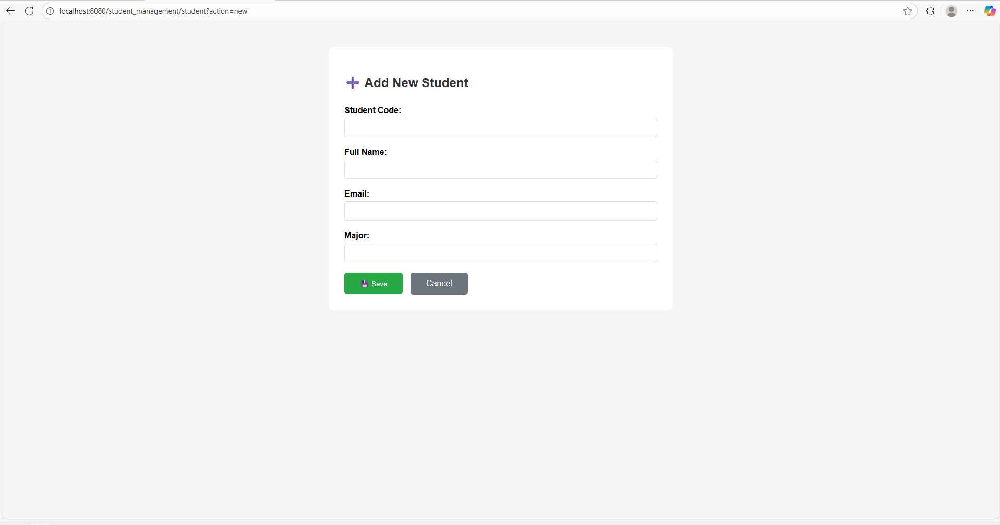 localhost:8080/student_management/student?action=new
➕ Add New Student
Student Code:
Full Name:
Email:
Major:
💾 Save
Cancel